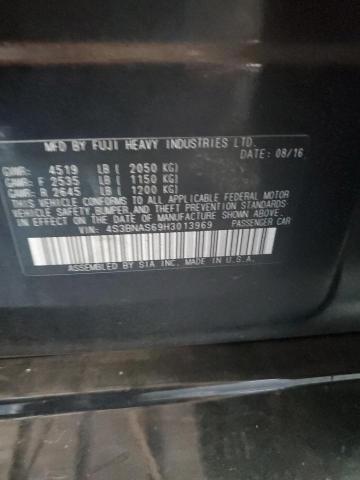 MFD BY FUJI HEAVY INDUSTRIES LTD.
DATE: 08/16
GVWR: 4519 LB ( 2050 KG)
GAWR: F 2535 LB ( 1150 KG)
GAWR: R 2645 LB ( 1200 KG)
THIS VEHICLE CONFORMS TO ALL APPLICABLE FEDERAL MOTOR
VEHICLE SAFETY, BUMPER, AND THEFT PREVENTION STANDARDS
IN EFFECT ON THE DATE OF MANUFACTURE SHOWN ABOVE.
VIN: 4S3BNAS69H3013969 PASSENGER CAR
ASSEMBLED BY SIA INC. MADE IN U.S.A.